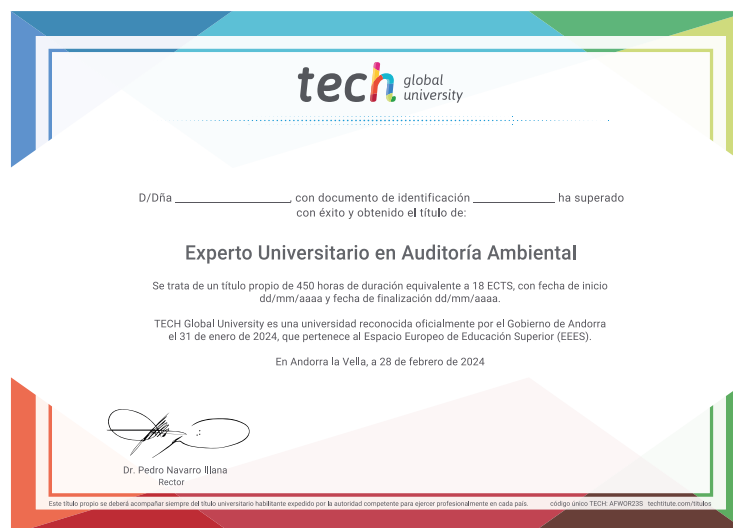 tech global university
D/Dña ____________________, con documento de identificación ______________ ha superado
con éxito y obtenido el título de:
Experto Universitario en Auditoría Ambiental
Se trata de un título propio de 450 horas de duración equivalente a 18 ECTS, con fecha de inicio
dd/mm/aaaa y fecha de finalización dd/mm/aaaa.
TECH Global University es una universidad reconocida oficialmente por el Gobierno de Andorra
el 31 de enero de 2024, que pertenece al Espacio Europeo de Educación Superior (EEES).
En Andorra la Vella, a 28 de febrero de 2024
Dr. Pedro Navarro Illana
Rector
Este título propio se deberá acompañar siempre del título universitario habilitante expedido por la autoridad competente para ejercer profesionalmente en cada país. código único TECH: AFWOR23S techtitute.com/titulos